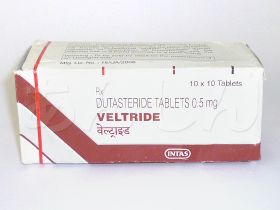 10 x 10 Tablets
Rx
DUTASTERIDE TABLETS 0.5 mg
VELTRIDE
वेल्ट्राइड
INTAS